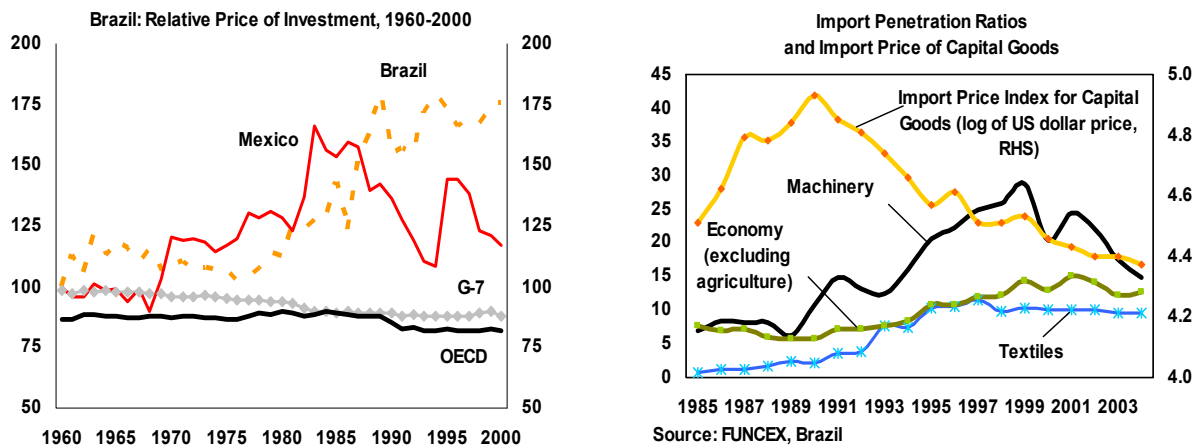 Brazil: Relative Price of Investment, 1960-2000
200
175
150
125
100
75
50
200
175
150
125
100
75
50
Brazil
Mexico
G-7
OECD
1960 1965 1970 1975 1980 1985 1990 1995 2000
Import Penetration Ratios
and Import Price of Capital Goods
45
40
35
30
25
20
15
10
5
0
5.0
4.8
4.6
4.4
4.2
4.0
Import Price Index for Capital
Goods (log of US dollar price,
RHS)
Machinery
Economy
(excluding
agriculture)
Textiles
1985 1987 1989 1991 1993 1995 1997 1999 2001 2003
Source: FUNCEX, Brazil